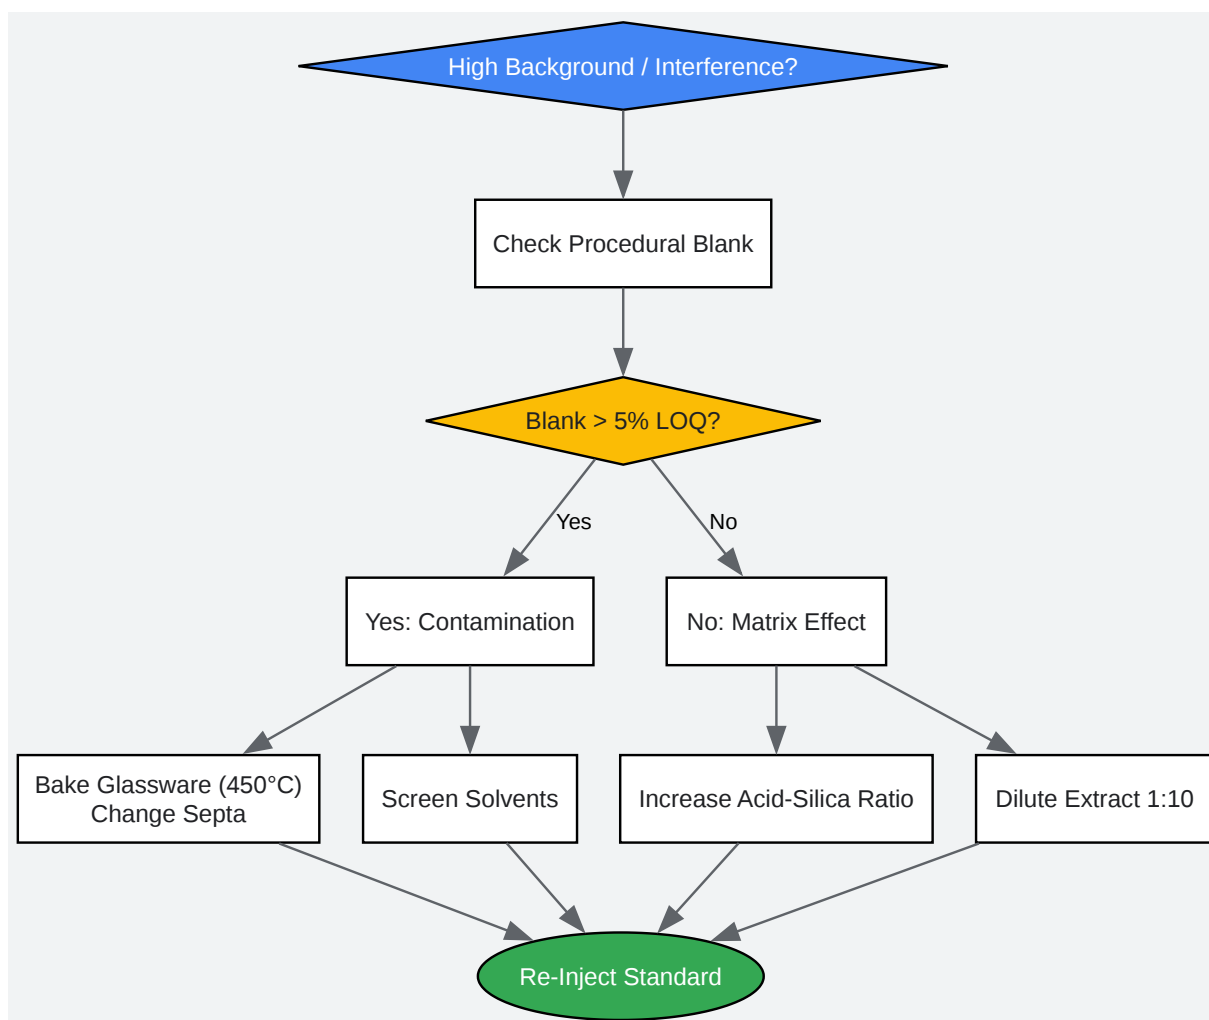 High Background / Interference?
Check Procedural Blank
Blank > 5% LOQ?
Yes
No
Yes: Contamination
No: Matrix Effect
Bake Glassware (450°C)
Change Septa
Screen Solvents
Increase Acid-Silica Ratio
Dilute Extract 1:10
Re-Inject Standard